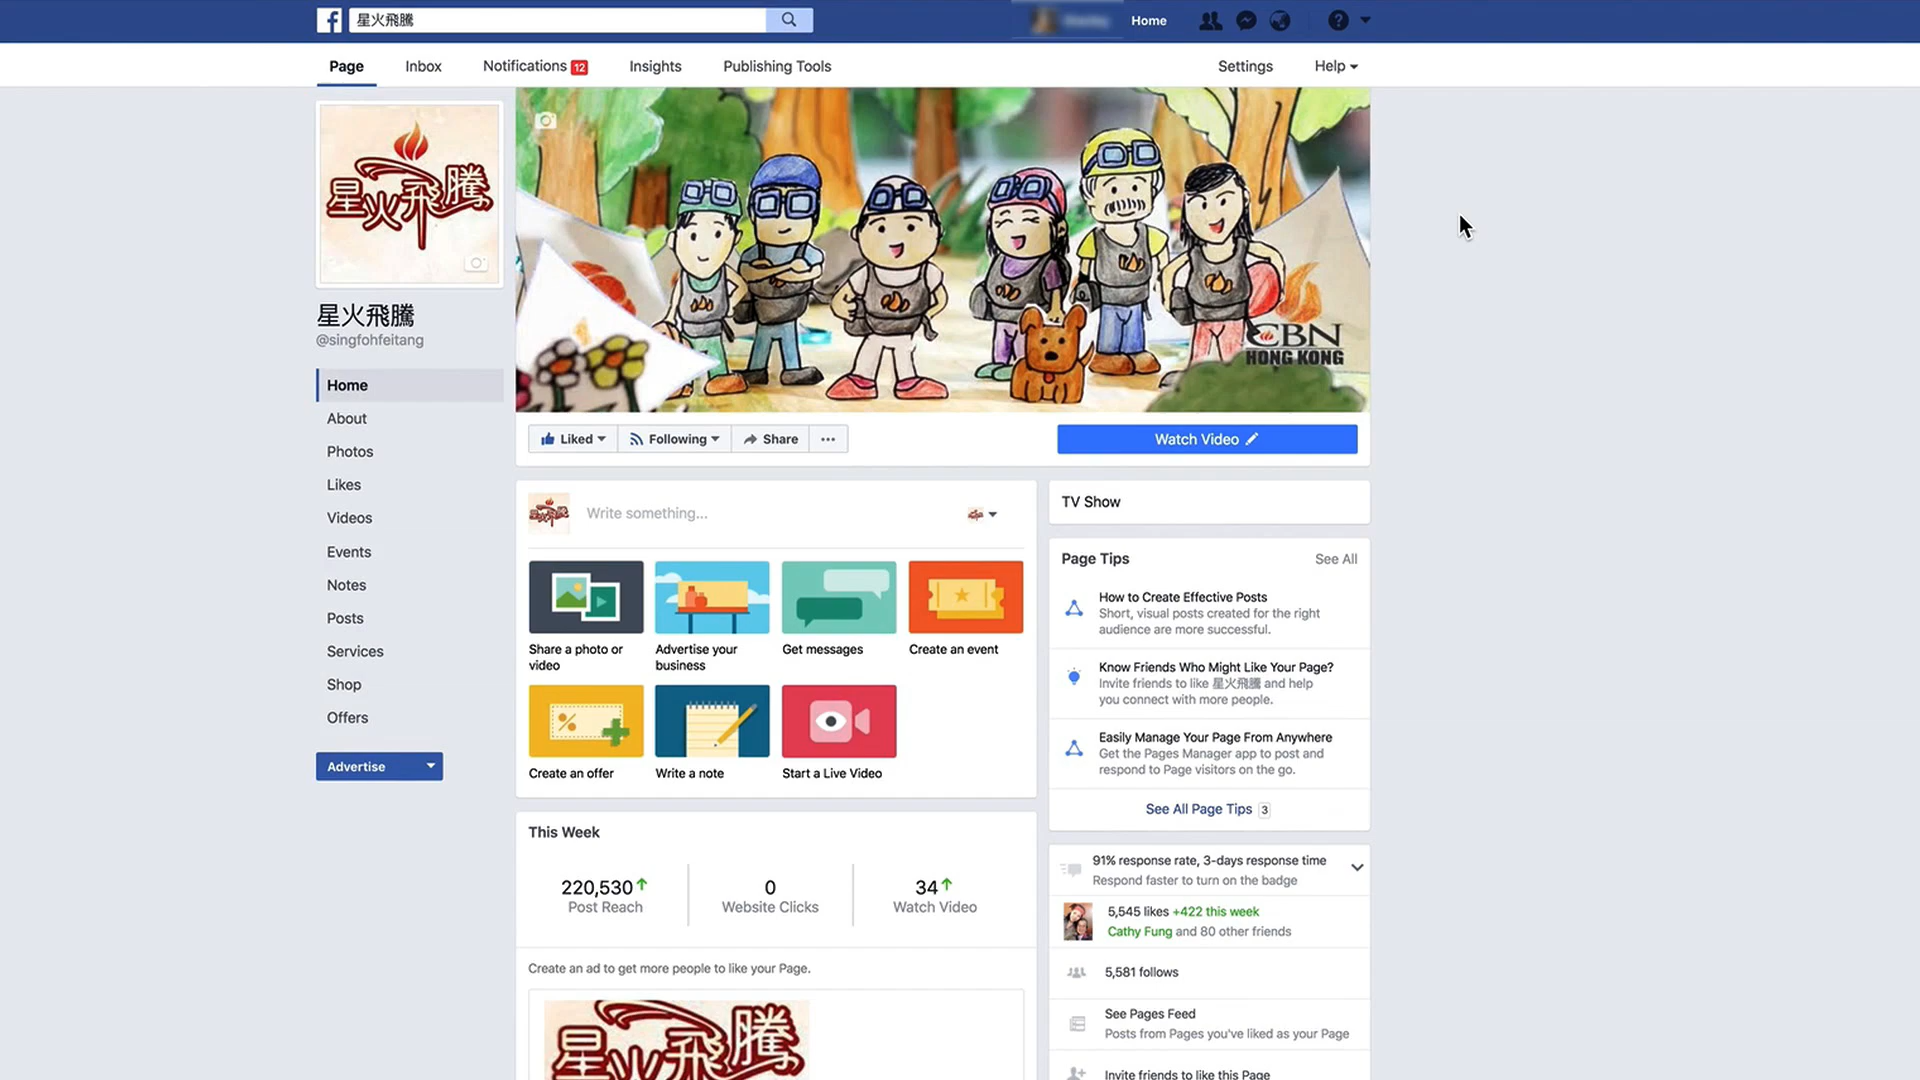 星火飛騰
Home
Page
Inbox
Notifications 12
Insights
Publishing Tools
Settings
Help
星火飛騰
星火飛騰
@singfohfeitang
Home
About
Photos
Likes
Videos
Events
Notes
Posts
Services
Shop
Offers
Advertise
CBN
HONG KONG
Liked
Following
Share
Watch Video
星火飛騰
Write something...
Share a photo or
video
Advertise your
business
Get messages
Create an event
Create an offer
Write a note
Start a Live Video
This Week
220,530
Post Reach
0
Website Clicks
34
Watch Video
Create an ad to get more people to like your Page.
星火飛騰
TV Show
Page Tips
See All
How to Create Effective Posts
Short, visual posts created for the right
audience are more successful.
Know Friends Who Might Like Your Page?
Invite friends to like 星火飛騰 and help
you connect with more people.
Easily Manage Your Page From Anywhere
Get the Pages Manager app to post and
respond to Page visitors on the go.
See All Page Tips 3
91% response rate, 3-days response time
Respond faster to turn on the badge
5,545 likes +422 this week
Cathy Fung and 80 other friends
5,581 follows
See Pages Feed
Posts from Pages you've liked as your Page
Invite friends to like this Page